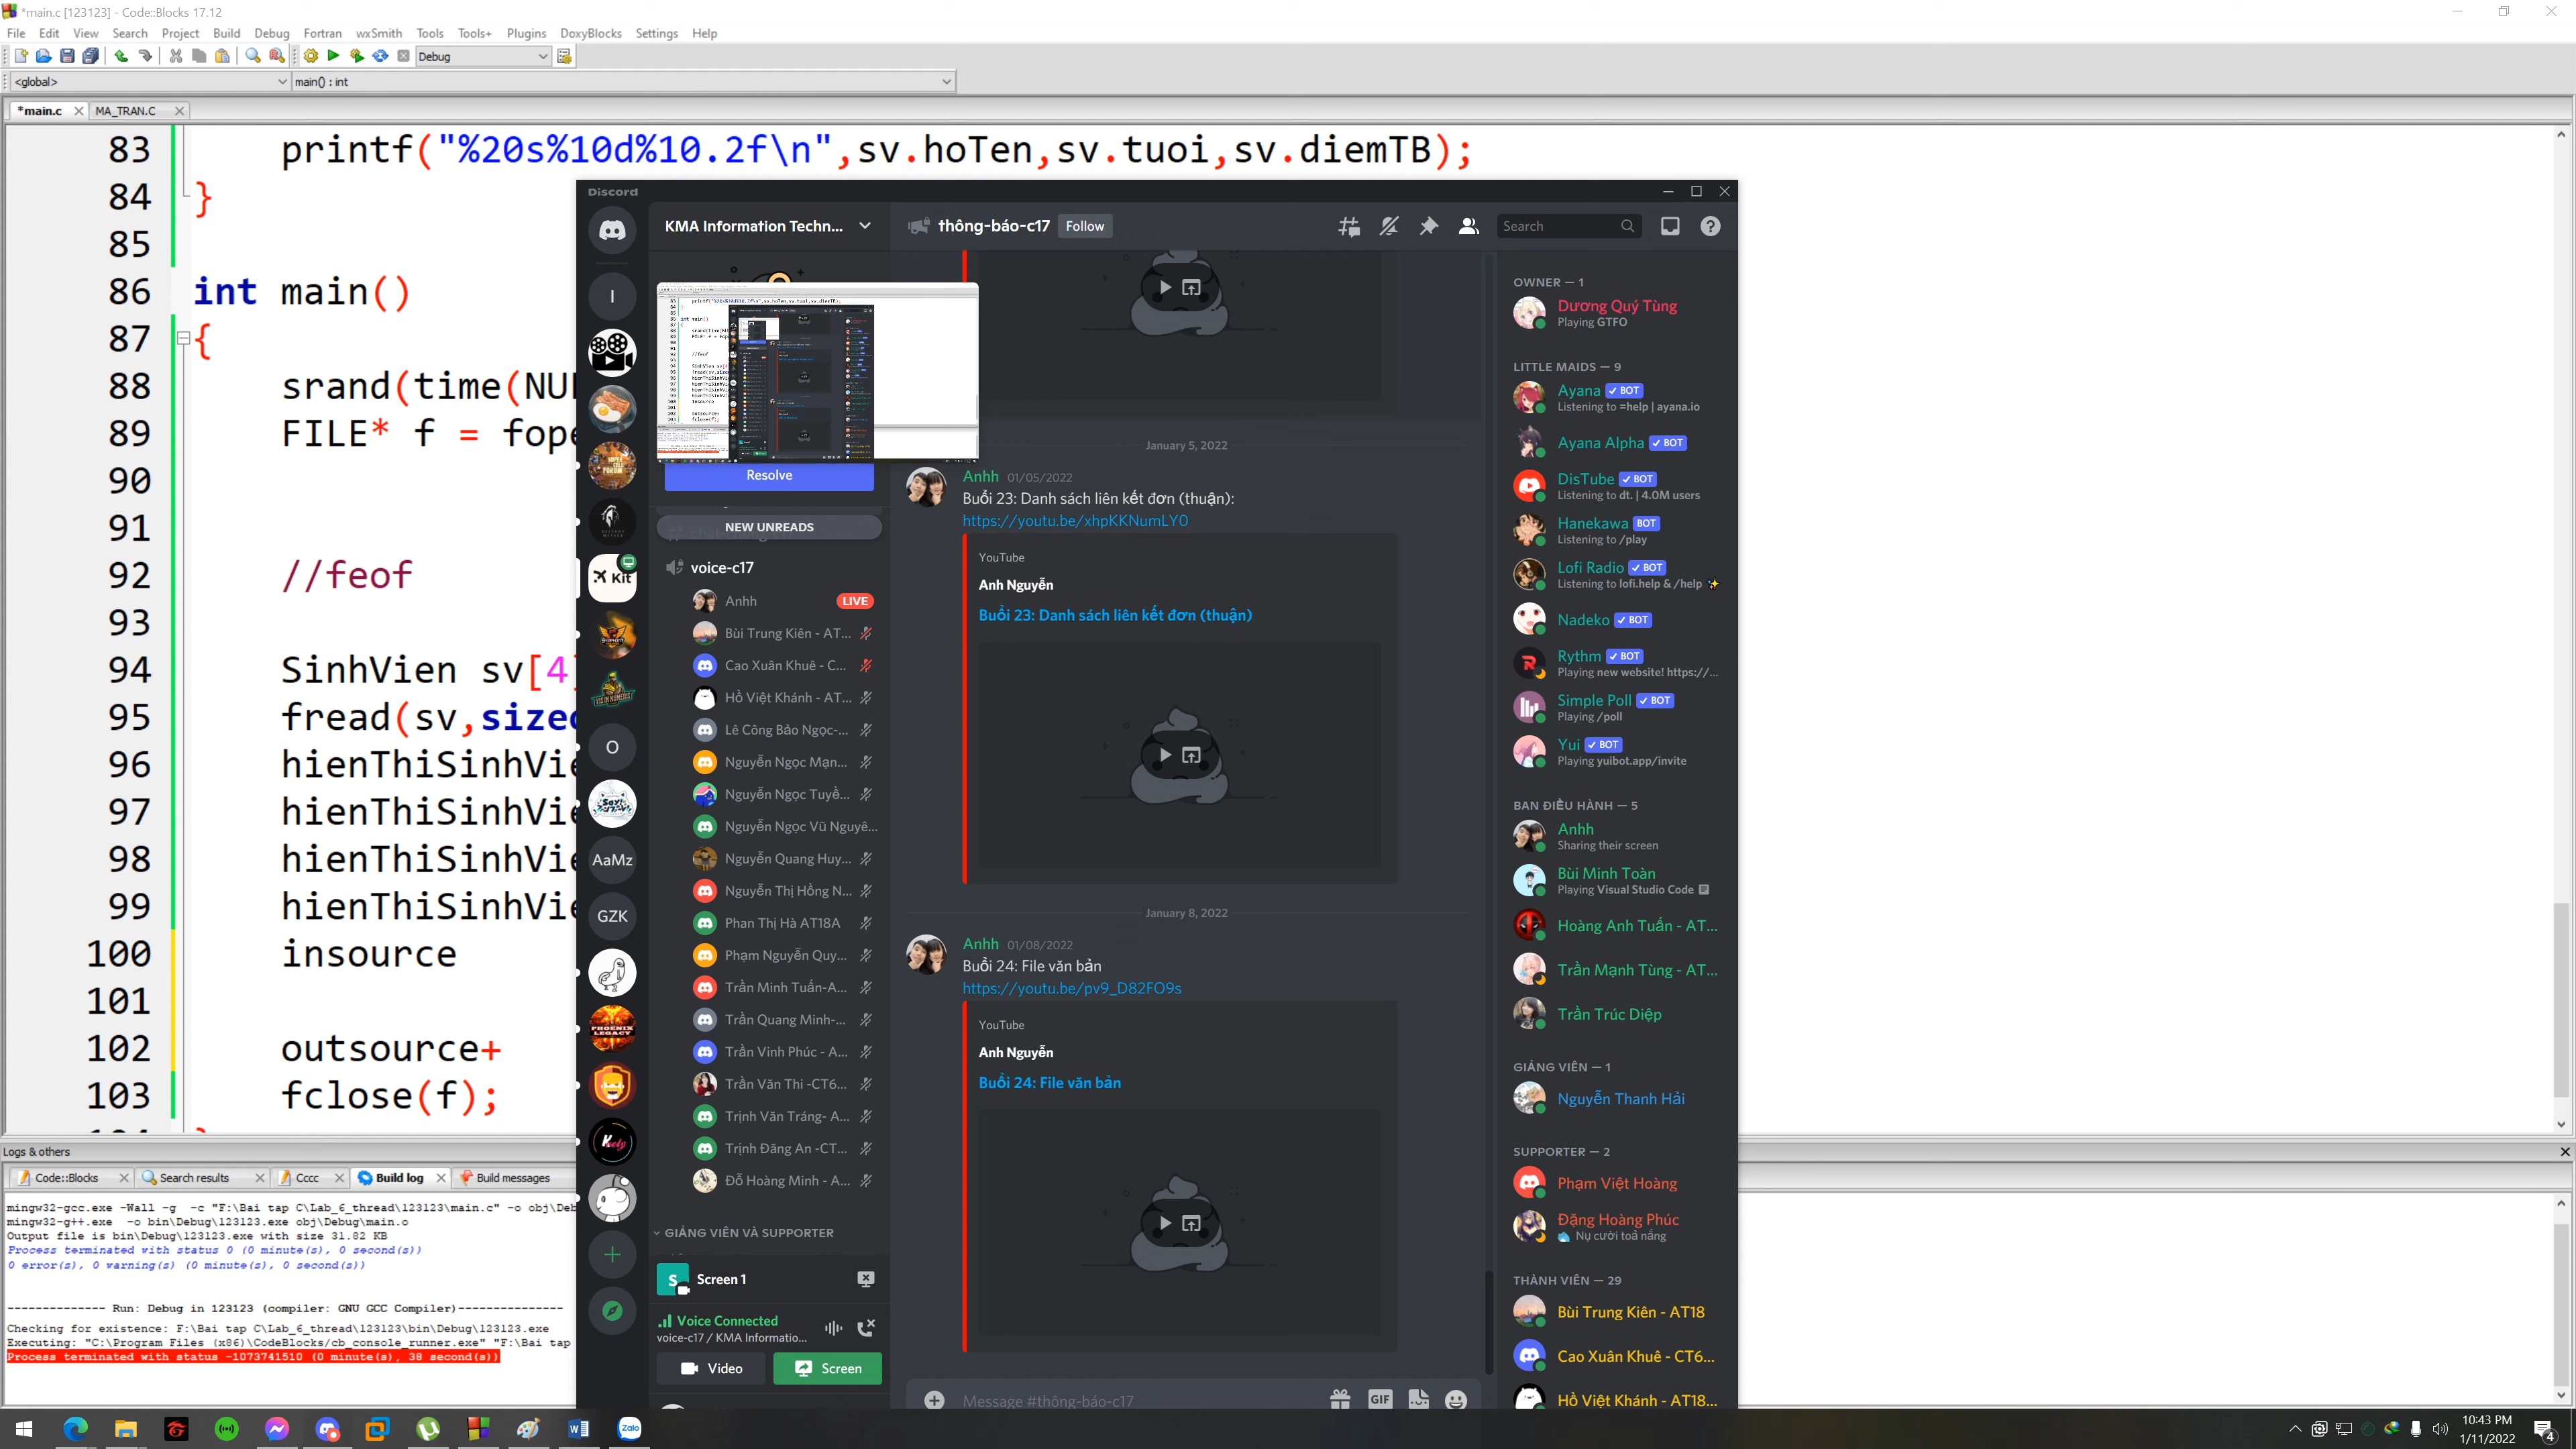 *main.c [123123] - Code::Blocks 17.12
File Edit View Search Project Build Debug Fortran wxSmith Tools Tools+ Plugins DoxyBlocks Settings Help
Debug
<global> main() : int
*main.c MA_TRAN.C
83 printf("%20s%10d%10.2f\n",sv.hoTen,sv.tuoi,sv.diemTB);
84 }
85
86 int main()
87 {
88 srand(time(NUL
89 FILE* f = fope
90
91
92 //feof
93
94 SinhVien sv[4]
95 fread(sv,sizeo
96 hienThiSinhVie
97 hienThiSinhVie
98 hienThiSinhVie
99 hienThiSinhVie
100 insource
101
102 outsource+
103 fclose(f);
Logs & others
Code::Blocks Search results Cccc Build log Build messages
mingw32-gcc.exe -Wall -g -c "F:\Bai tap C\Lab_6_thread\123123\main.c" -o obj\Deb
mingw32-g++.exe -o bin\Debug\123123.exe obj\Debug\main.o
Output file is bin\Debug\123123.exe with size 31.82 KB
Process terminated with status 0 (0 minute(s), 0 second(s))
0 error(s), 0 warning(s) (0 minute(s), 0 second(s))
-------------- Run: Debug in 123123 (compiler: GNU GCC Compiler)---------------
Checking for existence: F:\Bai tap C\Lab_6_thread\123123\bin\Debug\123123.exe
Executing: "C:\Program Files (x86)\CodeBlocks/cb_console_runner.exe" "F:\Bai tap
Process terminated with status -1073741510 (0 minute(s), 38 second(s))
Discord
I
Kit
O
Say!
AaMz
GZK
PHOENIX
LEGACY
KMA Information Techn...
Resolve
NEW UNREADS
voice-c17
Anhh LIVE
Bùi Trung Kiên - AT...
Cao Xuân Khuê - C...
Hồ Việt Khánh - AT...
Lê Công Bảo Ngọc-...
Nguyễn Ngọc Mạn...
Nguyễn Ngọc Tuyề...
Nguyễn Ngọc Vũ Nguyê...
Nguyễn Quang Huy...
Nguyễn Thị Hồng N...
Phan Thị Hà AT18A
Phạm Nguyễn Quy...
Trần Minh Tuấn-A...
Trần Quang Minh-...
Trần Vinh Phúc - A...
Trần Văn Thi -CT6...
Trịnh Văn Tráng- A...
Trịnh Đăng An -CT...
Đỗ Hoàng Minh - A...
GIẢNG VIÊN VÀ SUPPORTER
S Screen 1
Voice Connected
voice-c17 / KMA Informatio...
Video Screen
thông-báo-c17 Follow
Search
January 5, 2022
Anhh 01/05/2022
Buổi 23: Danh sách liên kết đơn (thuận):
https://youtu.be/xhpKKNumLY0
YouTube
Anh Nguyễn
Buổi 23: Danh sách liên kết đơn (thuận)
January 8, 2022
Anhh 01/08/2022
Buổi 24: File văn bản
https://youtu.be/pv9_D82FO9s
YouTube
Anh Nguyễn
Buổi 24: File văn bản
Message #thông-báo-c17
GIF
OWNER — 1
Dương Quý Tùng
Playing GTFO
LITTLE MAIDS — 9
Ayana BOT
Listening to =help | ayana.io
Ayana Alpha BOT
DisTube BOT
Listening to dt. | 4.0M users
Hanekawa BOT
Listening to /play
Lofi Radio BOT
Listening to lofi.help & /help
Nadeko BOT
Rythm BOT
Playing new website! https://...
Simple Poll BOT
Playing /poll
Yui BOT
Playing yuibot.app/invite
BAN ĐIỀU HÀNH — 5
Anhh
Sharing their screen
Bùi Minh Toàn
Playing Visual Studio Code
Hoàng Anh Tuấn - AT...
Trần Mạnh Tùng - AT...
Trần Trúc Diệp
GIẢNG VIÊN — 1
Nguyễn Thanh Hải
SUPPORTER — 2
Phạm Việt Hoàng
Đặng Hoàng Phúc
Nụ cười toả nắng
THÀNH VIÊN — 29
Bùi Trung Kiên - AT18
Cao Xuân Khuê - CT6...
Hồ Việt Khánh - AT18...
Zalo
10:43 PM
1/11/2022
4